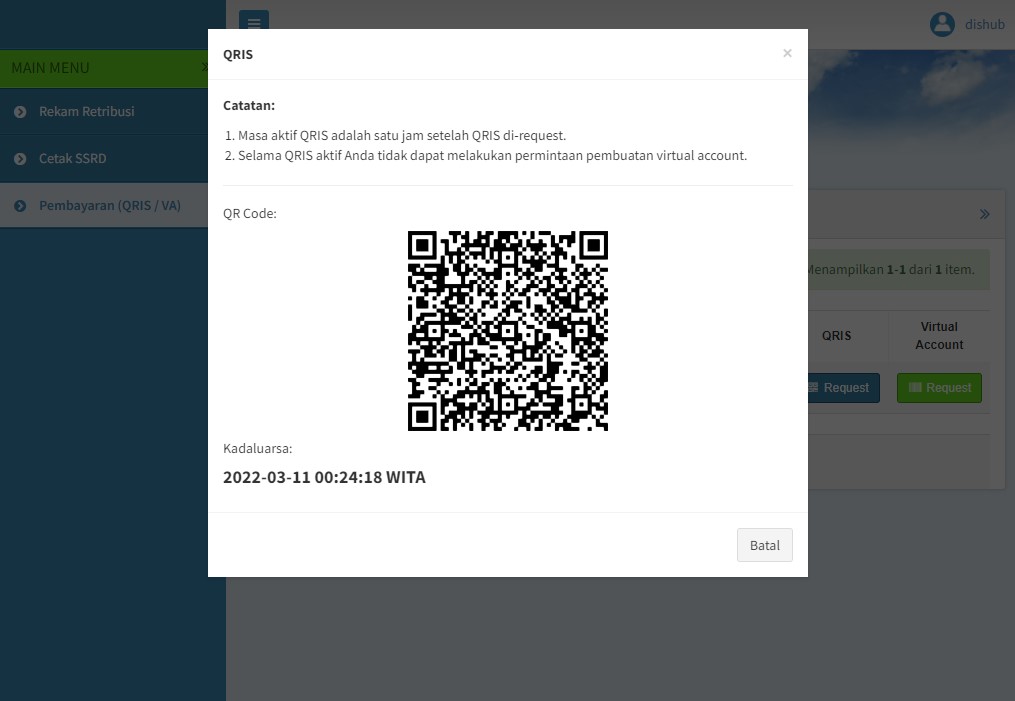 dishub
MAIN MENU
Rekam Retribusi
Cetak SSRD
Pembayaran (QRIS / VA)
QRIS
×
Catatan:
1. Masa aktif QRIS adalah satu jam setelah QRIS di-request.
2. Selama QRIS aktif Anda tidak dapat melakukan permintaan pembuatan virtual account.
QR Code:
Kadaluarsa:
2022-03-11 00:24:18 WITA
Batal
Menampilkan 1-1 dari 1 item.
QRIS
Virtual
Account
Request
Request